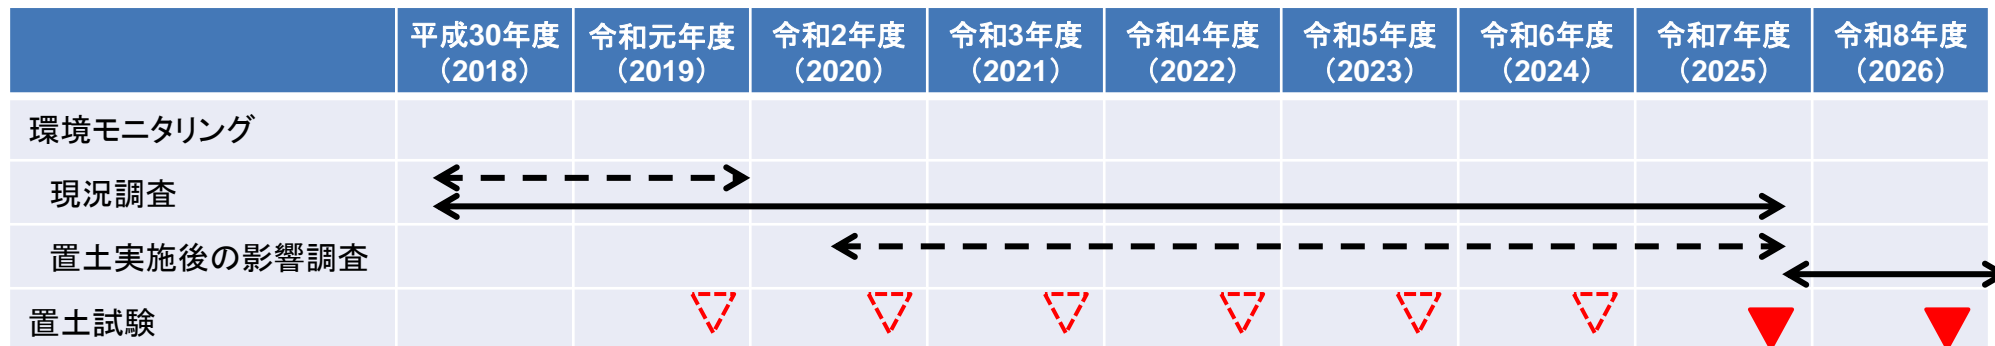 平成30年度 令和元年度 令和2年度 令和3年度 令和4年度 令和5年度 令和6年度 令和7年度 令和8年度
（2018） （2019） （2020） （2021） （2022） （2023） （2024） （2025） （2026）
環境モニタリング
現況調査
置土実施後の影響調査
置土試験